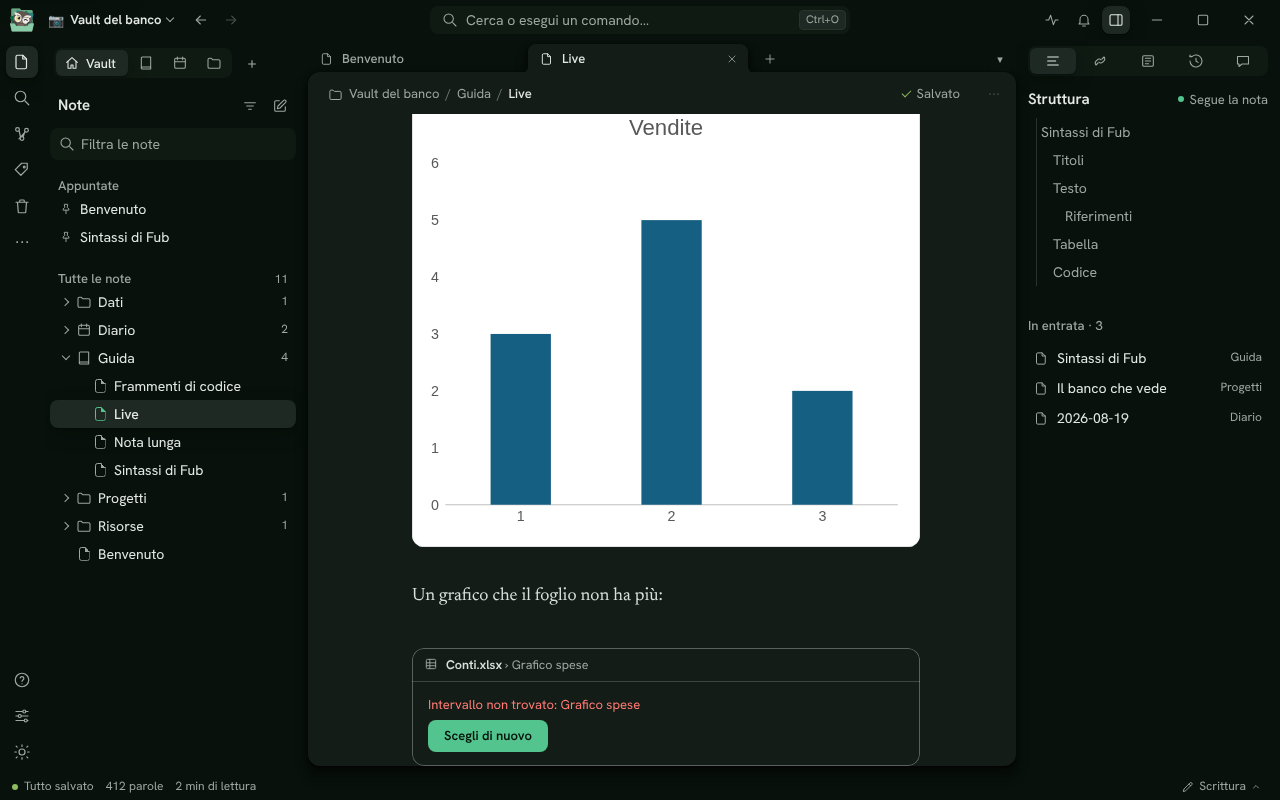 Vault del banco
Cerca o esegui un comando...
Ctrl+O
Vault
Benvenuto
Live
Note
Filtra le note
Appuntate
Benvenuto
Sintassi di Fub
Tutte le note 11
Dati 1
Diario 2
Guida 4
Frammenti di codice
Live
Nota lunga
Sintassi di Fub
Progetti 1
Risorse 1
Benvenuto
Vault del banco / Guida / Live
Salvato
Vendite
6
5
4
3
2
1
0
1 2 3
Un grafico che il foglio non ha più:
Conti.xlsx › Grafico spese
Intervallo non trovato: Grafico spese
Scegli di nuovo
Struttura
Segue la nota
Sintassi di Fub
Titoli
Testo
Riferimenti
Tabella
Codice
In entrata · 3
Sintassi di Fub Guida
Il banco che vede Progetti
2026-08-19 Diario
Tutto salvato 412 parole 2 min di lettura
Scrittura